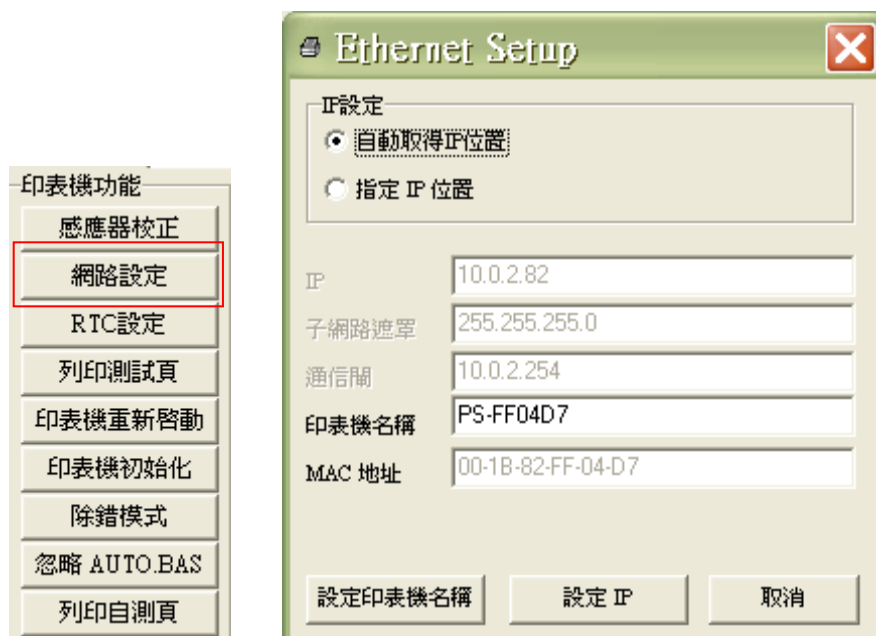 印表機功能
感應器校正
網路設定
RTC設定
列印測試頁
印表機重新啓動
印表機初始化
除錯模式
忽略 AUTO.BAS
列印自測頁
Ethernet Setup
IP設定
自動取得IP位置
指定 IP 位置
IP 10.0.2.82
子網路遮罩 255.255.255.0
通信閘 10.0.2.254
印表機名稱 PS-FF04D7
MAC 地址 00-1B-82-FF-04-D7
設定印表機名稱 設定 IP 取消